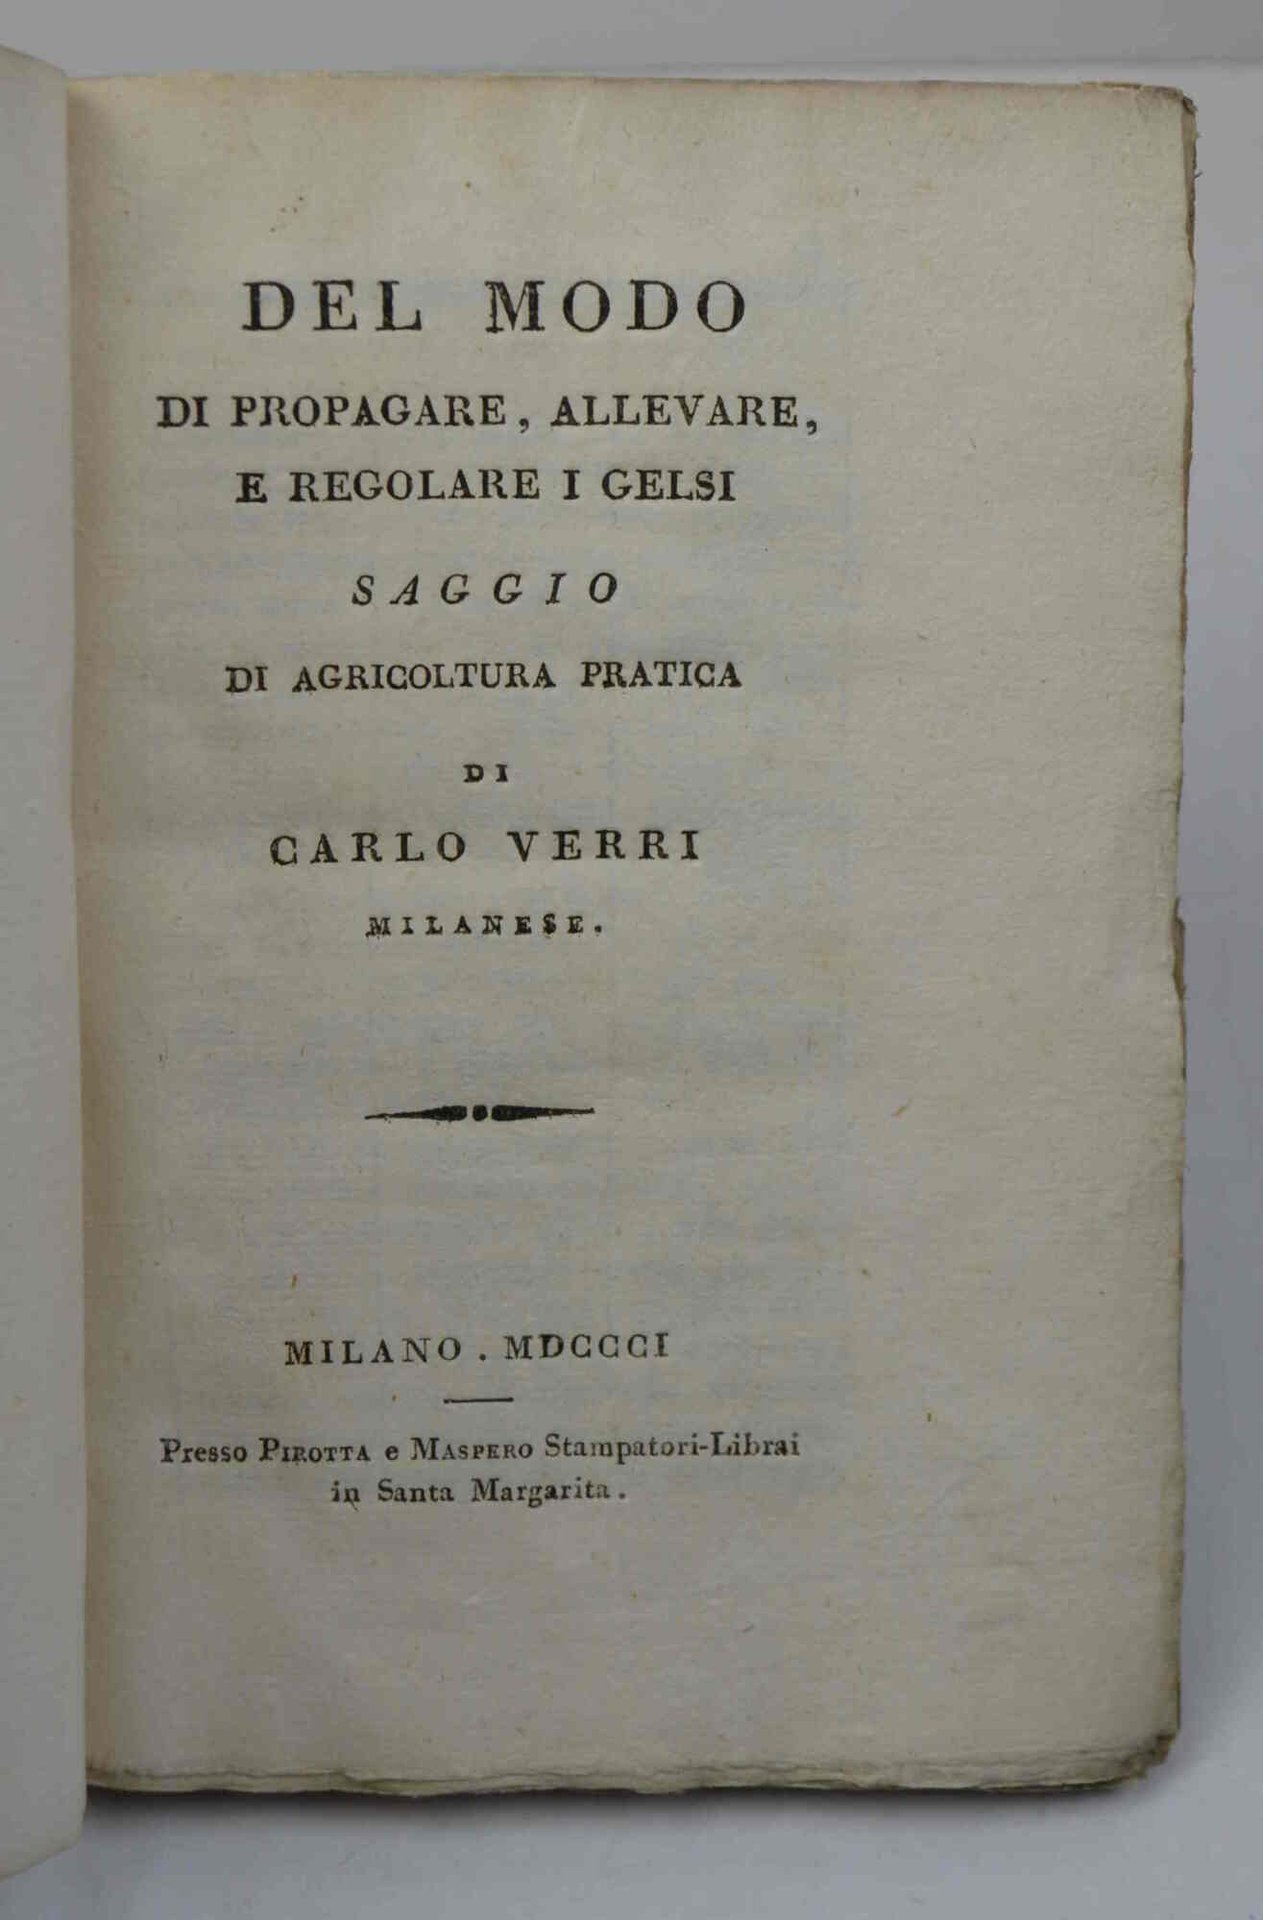 DEL MODO
DI PROPAGARE, ALLEVARE,
E REGOLARE I GELSI
SAGGIO
DI AGRICOLTURA PRATICA
DI
CARLO VERRI
MILANESE.
MILANO. MDCCCI
Presso PIROTTA e MASPERO Stampatori-Librai
in Santa Margarita.